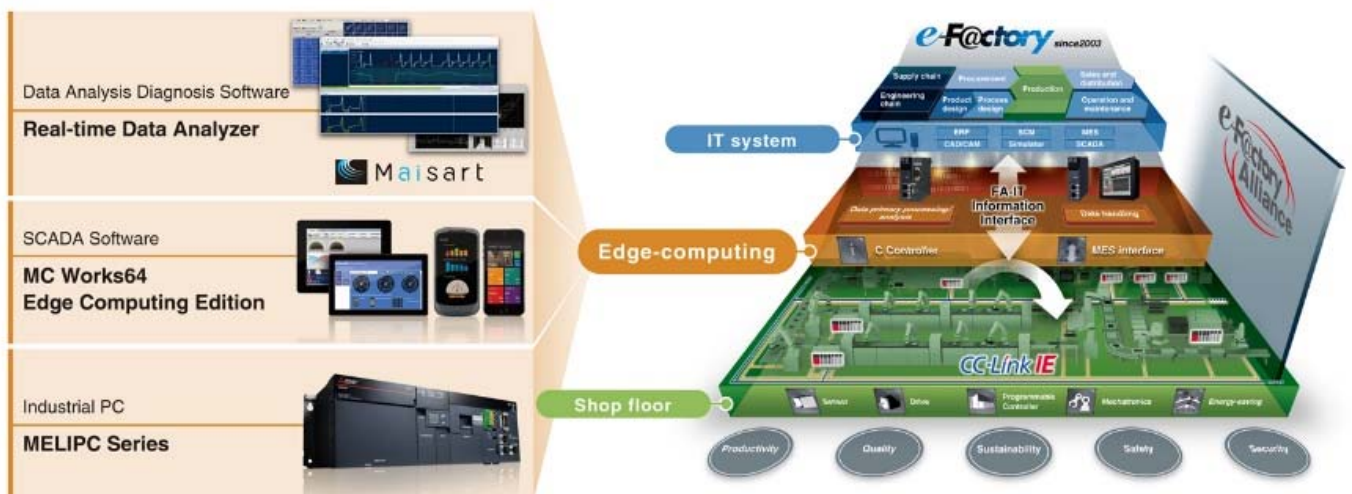 Data Analysis Diagnosis Software
Real-time Data Analyzer
Maisart
SCADA Software
MC Works64
Edge Computing Edition
Industrial PC
MELIPC Series
Edge-computing
IT system
Shop floor
e-F@ctory since2003
Supply chain
Procurement
Production
Sales and
distribution
Engineering
chain
Product
design
Process
design
Operation and
maintenance
ERP
SCM
MES
CAD/CAM
Simulator
SCADA
FA-IT
Information
Interface
Data primary processing/
analysis
Data handling
C Controller
MES interface
CC-Link IE
Sensor
Drive
Programmable
Controller
Mechatronics
Energy-saving
e-F@ctory
Alliance
Productivity
Quality
Sustainability
Safety
Security